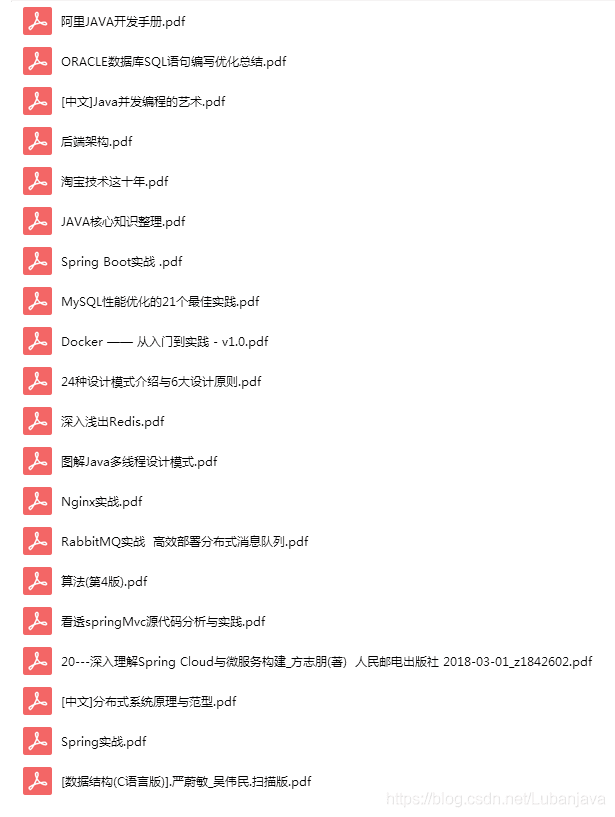 阿里JAVA开发手册.pdf
ORACLE数据库SQL语句编写优化总结.pdf
[中文]Java并发编程的艺术.pdf
后端架构.pdf
淘宝技术这十年.pdf
JAVA核心知识整理.pdf
Spring Boot实战 .pdf
MySQL性能优化的21个最佳实践.pdf
Docker —— 从入门到实践 - v1.0.pdf
24种设计模式介绍与6大设计原则.pdf
深入浅出Redis.pdf
图解Java多线程设计模式.pdf
Nginx实战.pdf
RabbitMQ实战  高效部署分布式消息队列.pdf
算法(第4版).pdf
看透springMvc源代码分析与实践.pdf
20---深入理解Spring Cloud与微服务构建_方志朋(著)  人民邮电出版社 2018-03-01_z1842602.pdf
[中文]分布式系统原理与范型.pdf
Spring实战.pdf
[数据结构(C语言版)].严蔚敏_吴伟民.扫描版.pdf
https://blog.csdn.net/Lubanjava